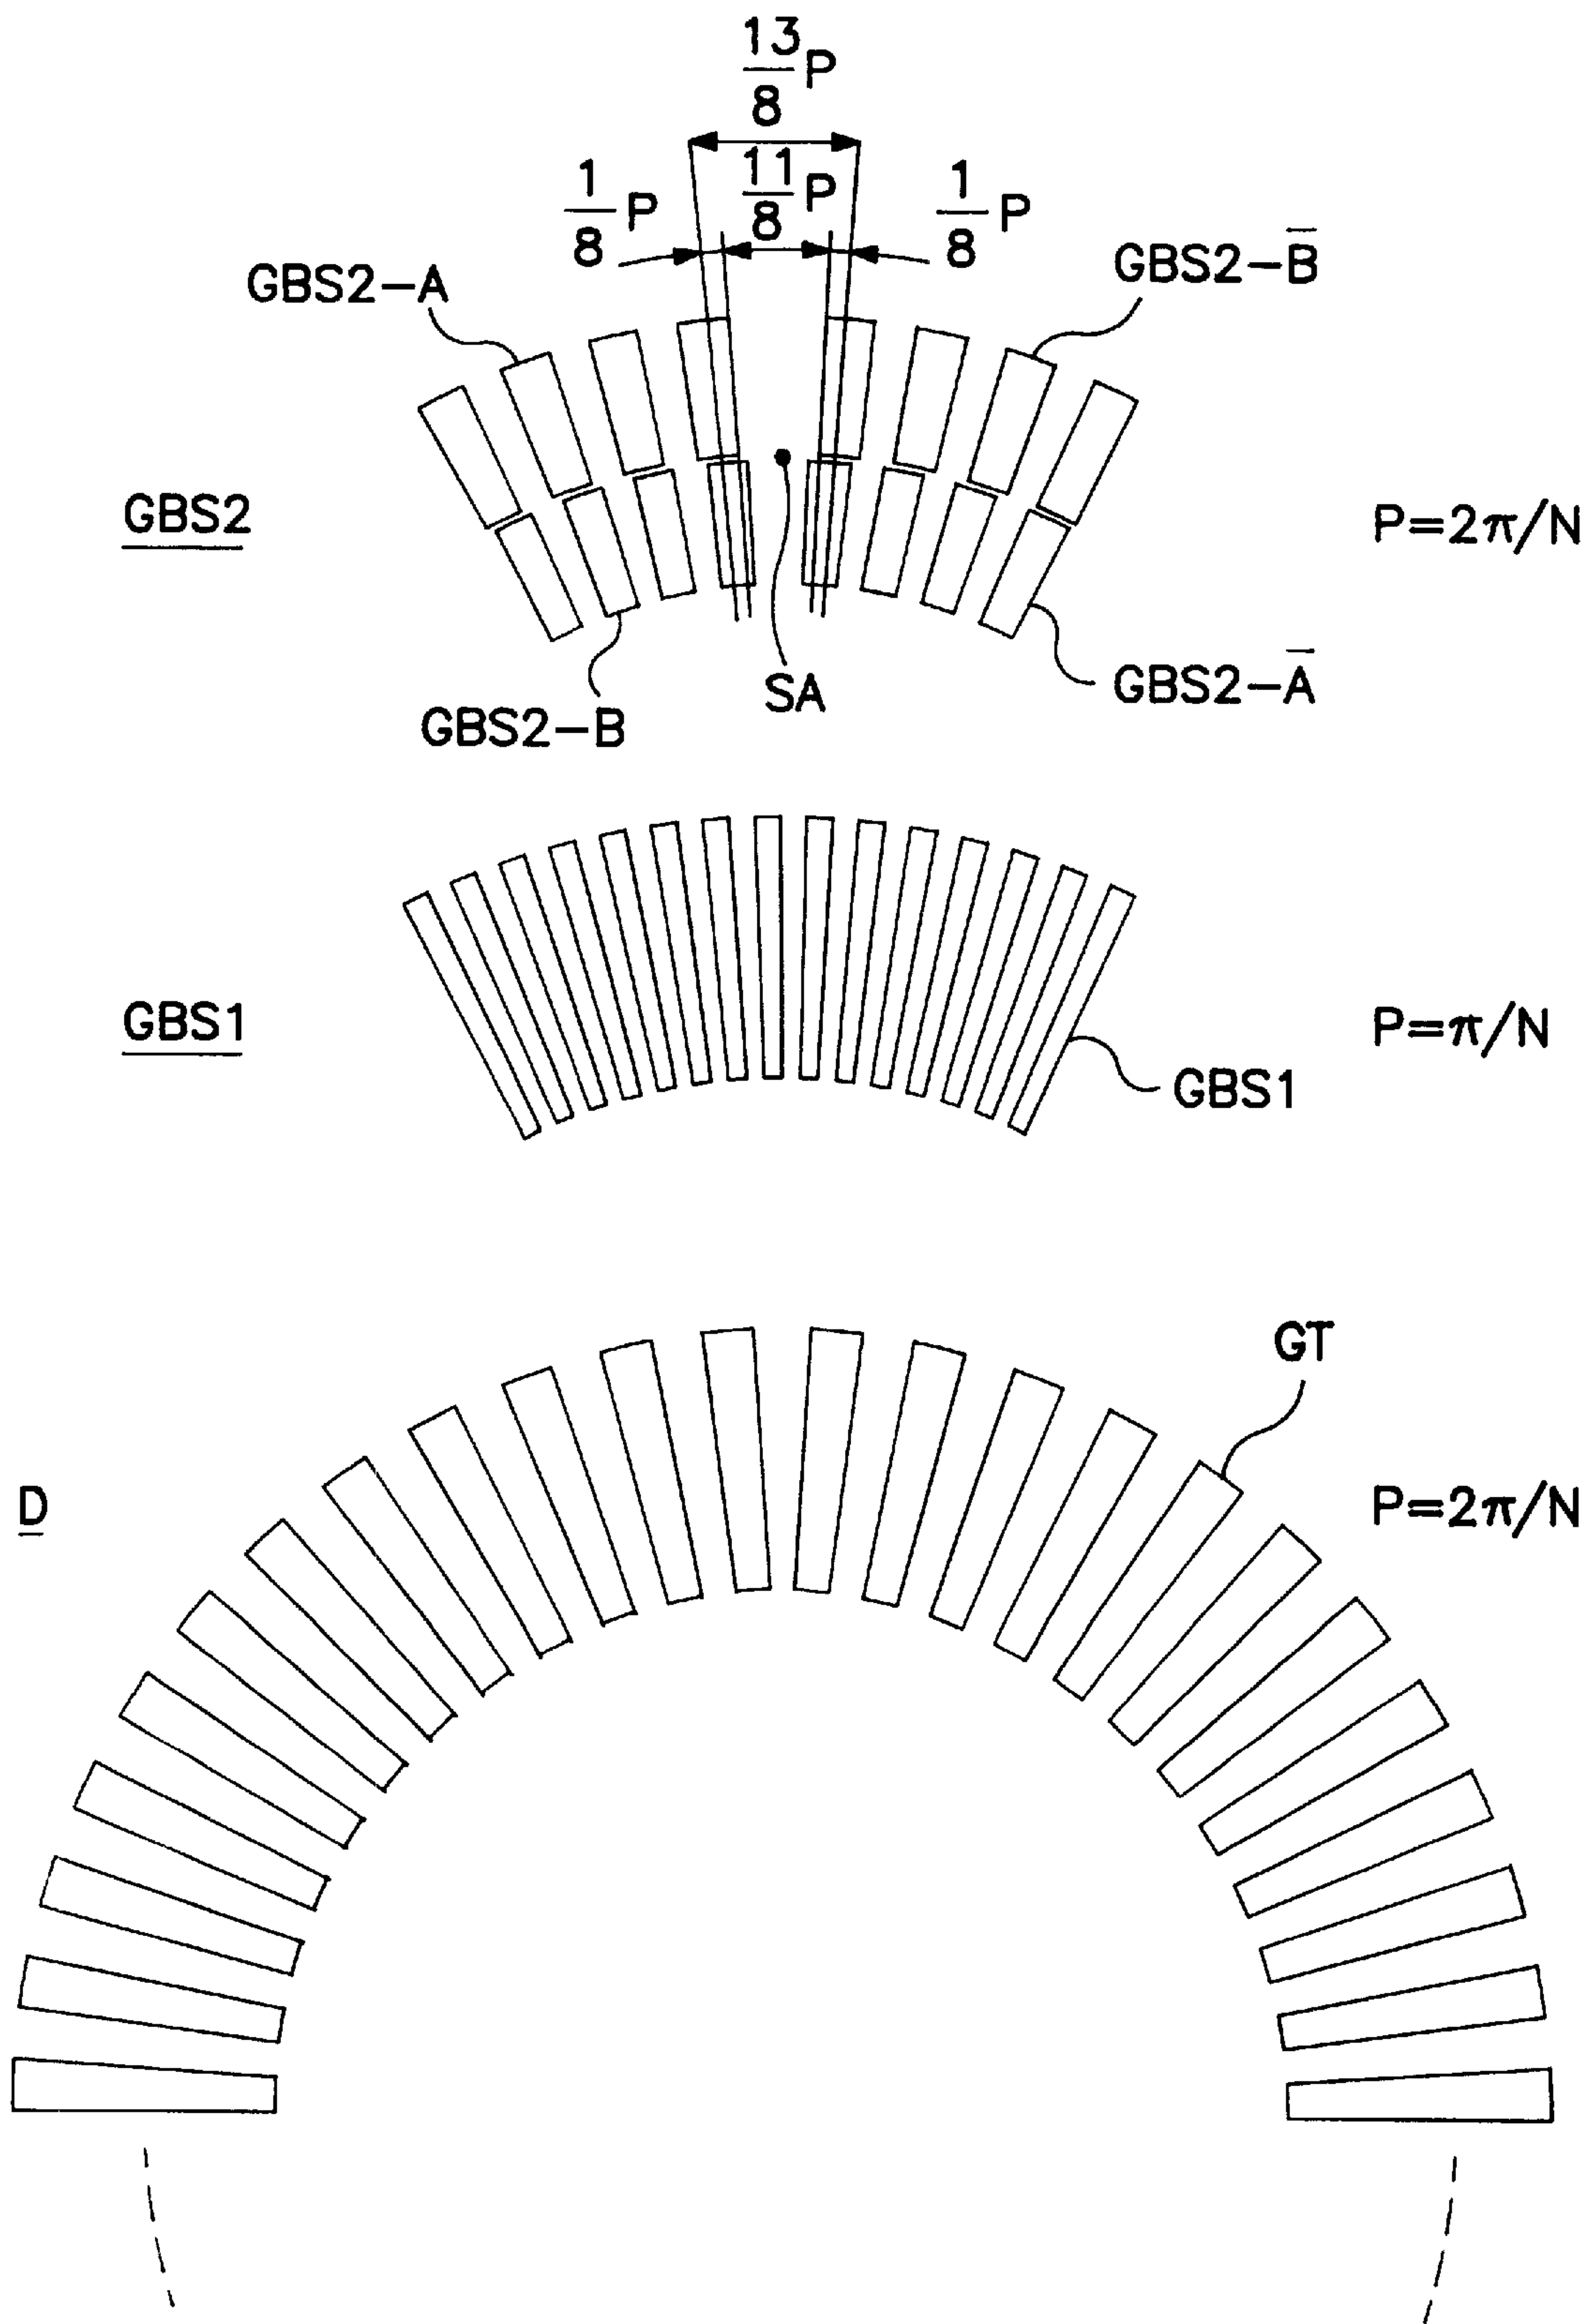 13/8 P
11/8 P
1/8 P
1/8 P
GBS2-A
GBS2-B̅
GBS2
P=2π/N
SA
GBS2-A̅
GBS2-B
GBS1
P=π/N
GBS1
GT
D
P=2π/N